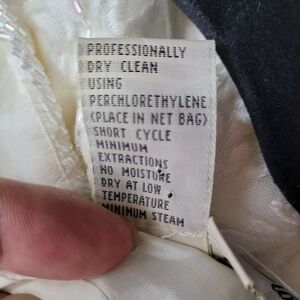 PROFESSIONALLY
DRY CLEAN
USING
PERCHLORETHYLENE
(PLACE IN NET BAG)
SHORT CYCLE
MINIMUM
EXTRACTIONS
NO MOISTURE
DRY AT LOW
TEMPERATURE
MINIMUM STEAM